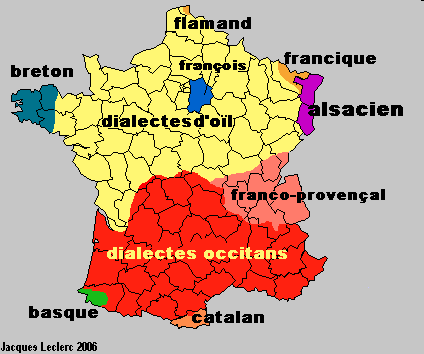 flamand
françois
francique
breton
alsacien
dialectes d'oïl
franco-provençal
dialectes occitans
basque
catalan
Jacques Leclerc 2006